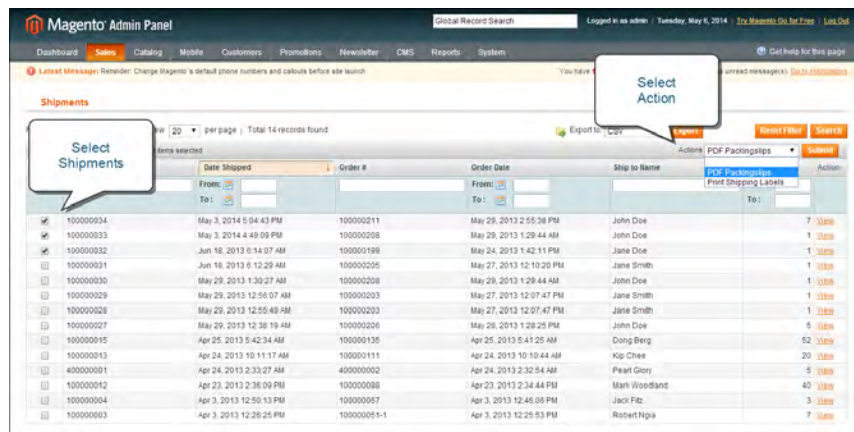 Magento Admin Panel
Global Record Search
Logged in as admin | Tuesday, May 6, 2014 | Try Magento Go for Free | Log Out
Dashboard Sales Catalog Mobile Customers Promotions Newsletter CMS Reports System
Get help for this page
Latest Message: Reminder: Change Magento's default phone numbers and callouts before site launch
You have
unread message(s). Go to notifications
Select
Action
Shipments
Select
Shipments
20 per page | Total 14 records found
Export to: CSV Export Reset Filter Search
items selected
Actions PDF Packingslips Submit
PDF Packingslips
Print Shipping Labels
Date Shipped Order # Order Date Ship to Name Action
From: From:
To: To: To:
100000034 May 3, 2014 5:04:43 PM 100000211 May 29, 2013 2:55:38 PM John Doe 7 View
100000033 May 3, 2014 4:49:09 PM 100000208 May 29, 2013 1:29:44 AM John Doe 1 View
100000032 Jun 18, 2013 6:14:07 AM 100000199 May 24, 2013 1:42:11 PM Jane Doe 1 View
100000031 Jun 18, 2013 6:12:29 AM 100000205 May 27, 2013 12:10:20 PM Jane Smith 1 View
100000030 May 29, 2013 1:30:27 AM 100000208 May 29, 2013 1:29:44 AM John Doe 1 View
100000029 May 29, 2013 12:56:07 AM 100000203 May 27, 2013 12:07:47 PM Jane Smith 1 View
100000028 May 29, 2013 12:55:49 AM 100000203 May 27, 2013 12:07:47 PM Jane Smith 1 View
100000027 May 29, 2013 12:38:19 AM 100000206 May 28, 2013 1:28:25 PM John Doe 5 View
100000015 Apr 25, 2013 5:42:34 AM 100000135 Apr 25, 2013 5:41:25 AM Dong Berg 52 View
100000013 Apr 24, 2013 10:11:17 AM 100000111 Apr 24, 2013 10:10:44 AM Kip Chee 20 View
400000001 Apr 24, 2013 2:33:27 AM 400000002 Apr 24, 2013 2:32:54 AM Pearl Glory 5 View
100000012 Apr 23, 2013 2:36:09 PM 100000088 Apr 23, 2013 2:34:44 PM Mark Woodland 40 View
100000004 Apr 3, 2013 12:50:13 PM 100000067 Apr 3, 2013 12:46:06 PM Jack Fitz 3 View
100000003 Apr 3, 2013 12:26:25 PM 100000051-1 Apr 3, 2013 12:25:53 PM Robert Ngia 7 View